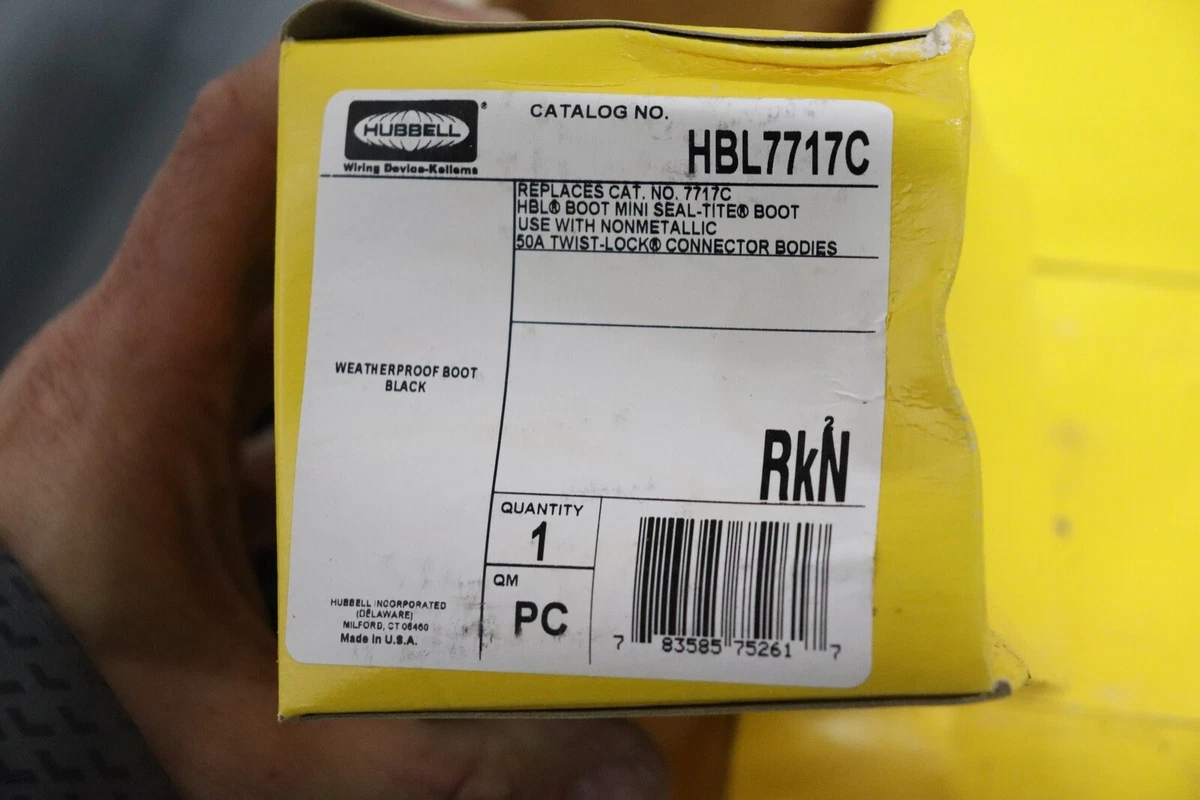 HUBBELL®
Wiring Device-Kellems
CATALOG NO.
HBL7717C
REPLACES CAT. NO. 7717C
HBL® BOOT MINI SEAL-TITE® BOOT
USE WITH NONMETALLIC
50A TWIST-LOCK® CONNECTOR BODIES
WEATHERPROOF BOOT
BLACK
RkN²
QUANTITY
1
QM
PC
HUBBELL INCORPORATED
(DELAWARE)
MILFORD, CT 06460
Made in U.S.A.
7 83585 75261 7